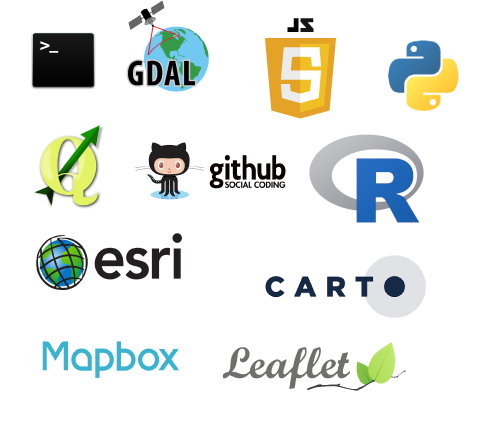 >_
GDAL
JS
5
Q
github
SOCIAL CODING
R
esri
CARTO
Mapbox
Leaflet